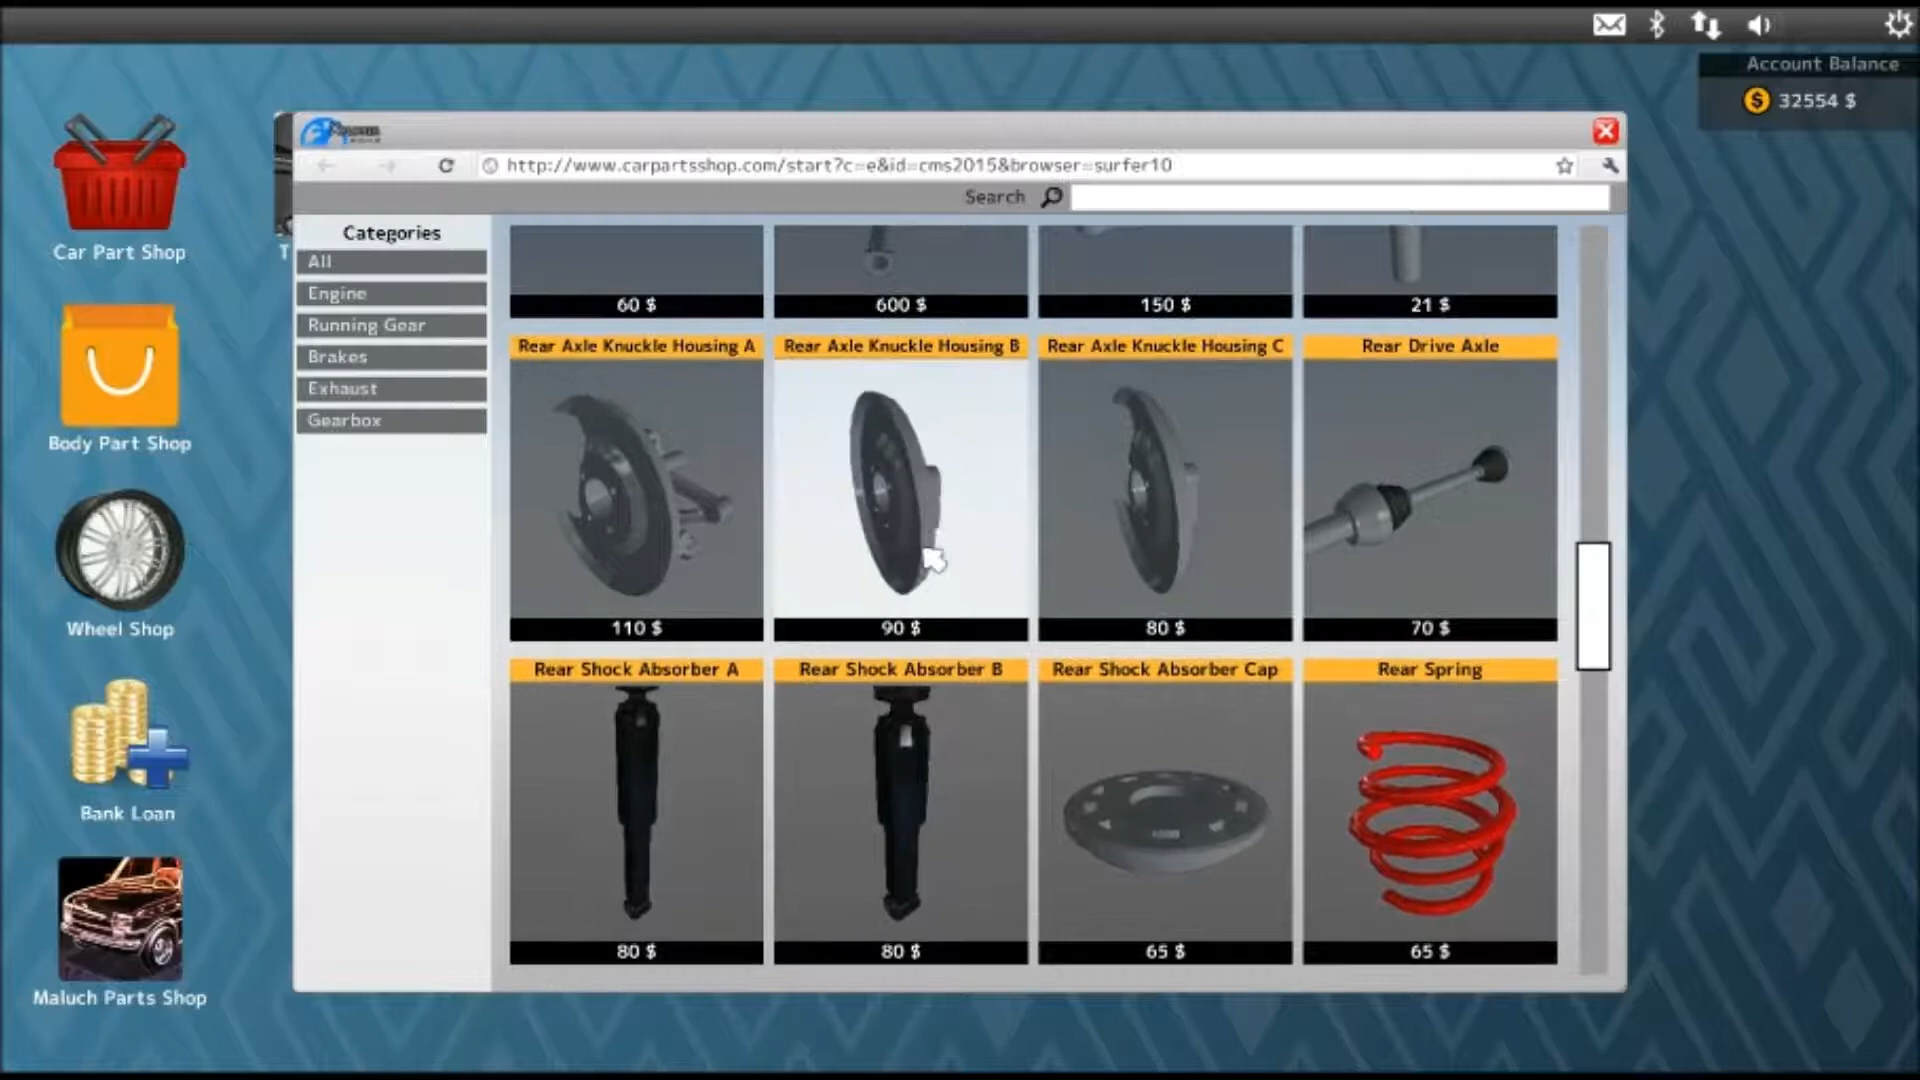 Account Balance
32554 $
http://www.carpartsshop.com/start?c=e&id=cms2015&browser=surfer10
Search
Categories
All
Engine
Running Gear
Brakes
Exhaust
Gearbox
60 $
600 $
150 $
21 $
Rear Axle Knuckle Housing A
Rear Axle Knuckle Housing B
Rear Axle Knuckle Housing C
Rear Drive Axle
110 $
90 $
80 $
70 $
Rear Shock Absorber A
Rear Shock Absorber B
Rear Shock Absorber Cap
Rear Spring
80 $
80 $
65 $
65 $
Car Part Shop
T
Body Part Shop
Wheel Shop
Bank Loan
Maluch Parts Shop